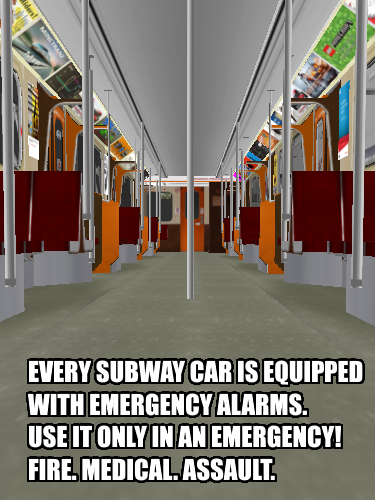 EVERY SUBWAY CAR IS EQUIPPED
WITH EMERGENCY ALARMS.
USE IT ONLY IN AN EMERGENCY!
FIRE. MEDICAL. ASSAULT.